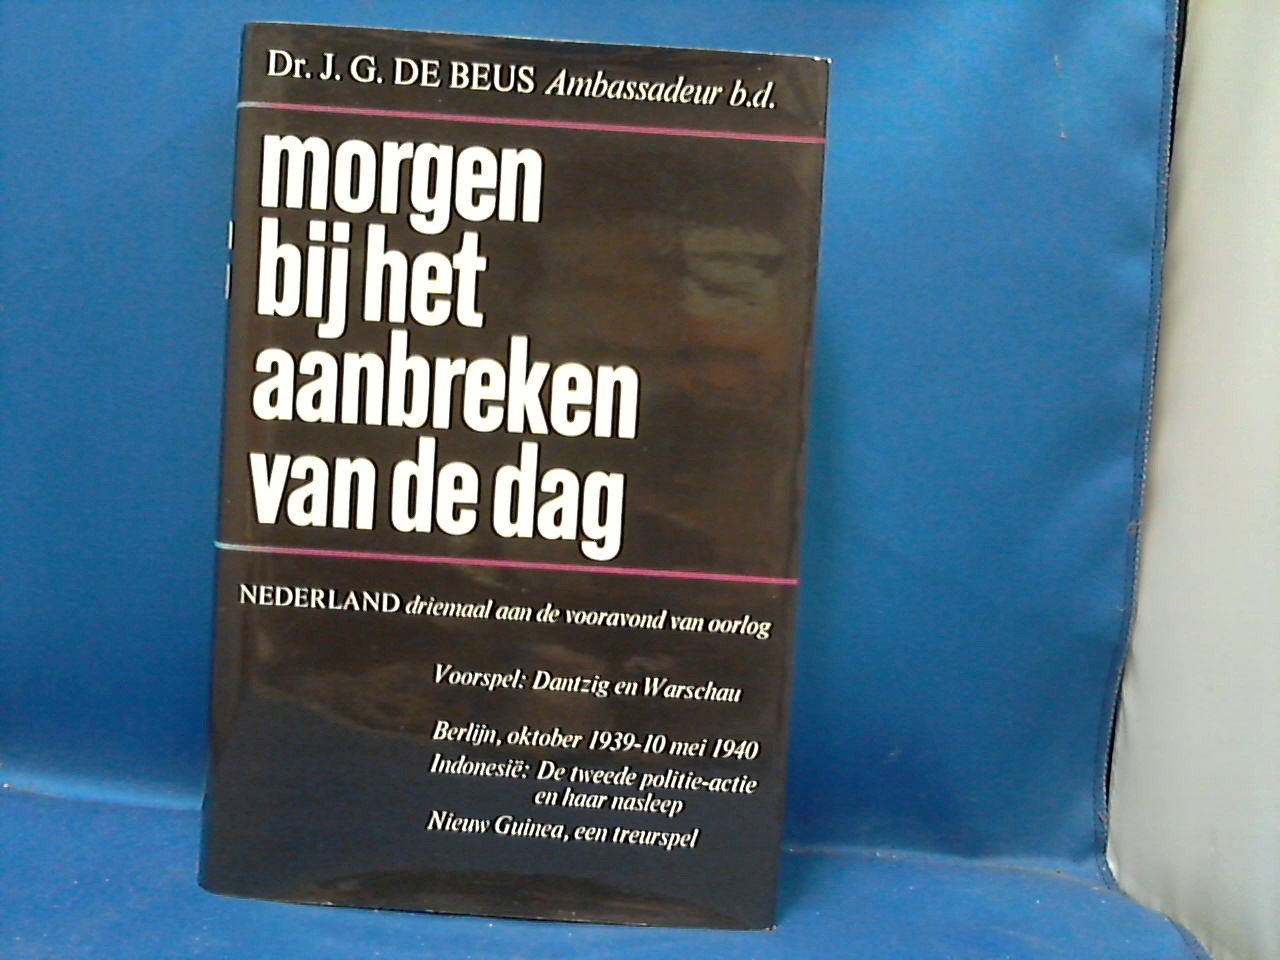 Dr. J. G. DE BEUS Ambassadeur b.d.
morgen
bij het
aanbreken
van de dag
NEDERLAND driemaal aan de vooravond van oorlog
Voorspel: Dantzig en Warschau
Berlijn, oktober 1939-10 mei 1940
Indonesië: De tweede politie-actie
en haar nasleep
Nieuw Guinea, een treurspel